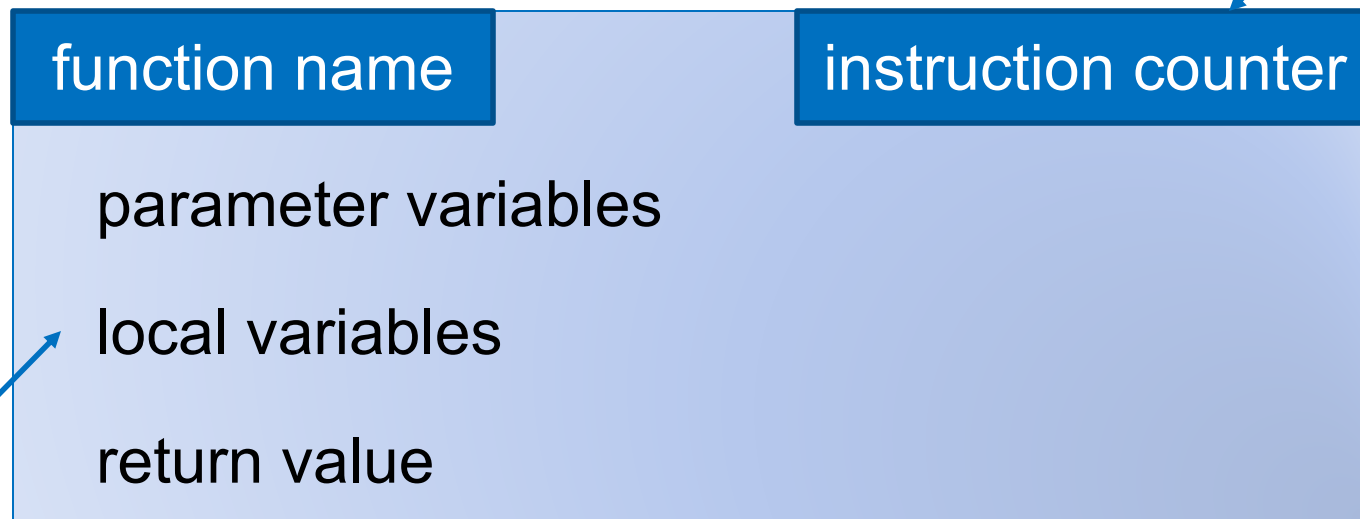 function name
instruction counter
parameter variables
local variables
return value